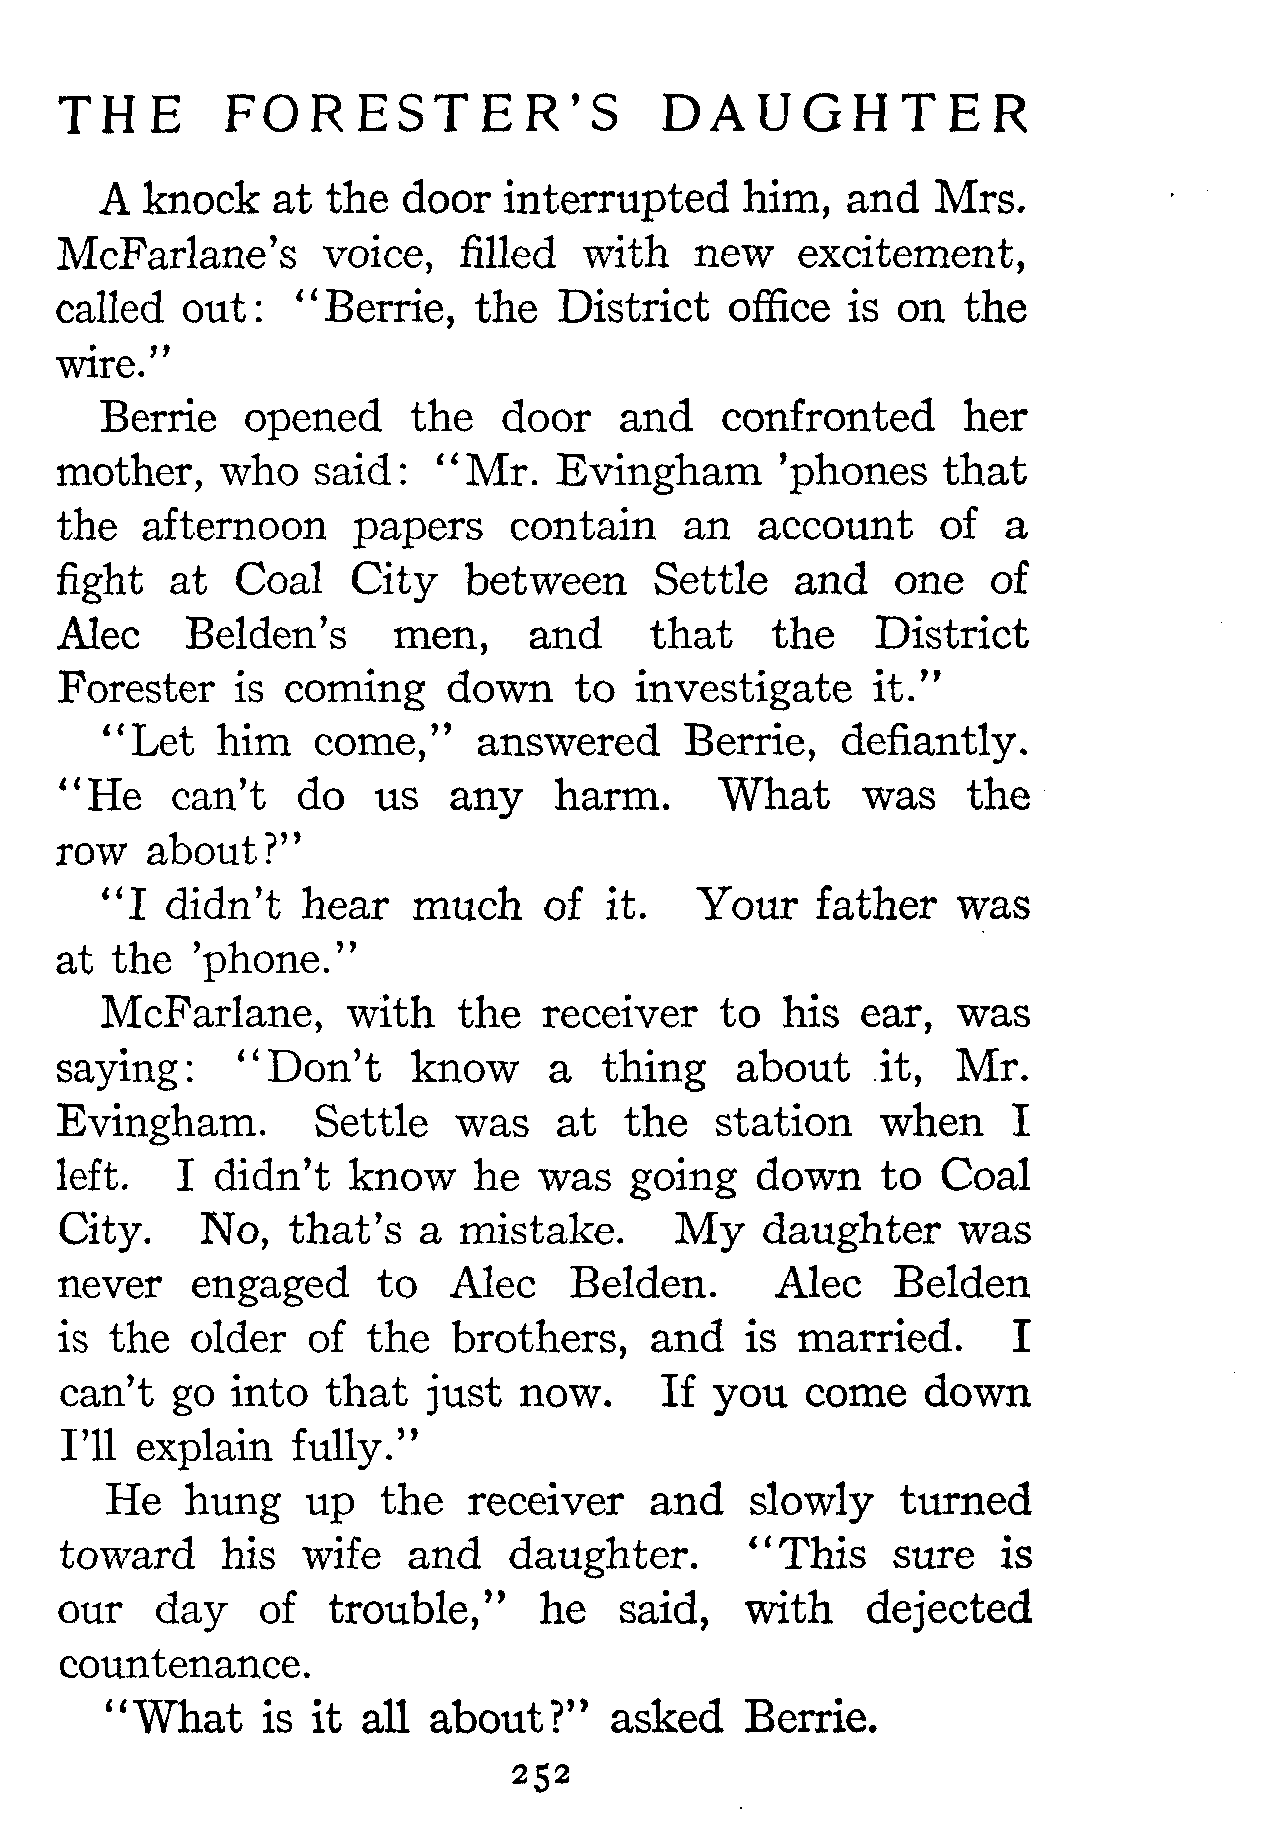 THE FORESTER'S DAUGHTER
A knock at the door interrupted him, and Mrs.
McFarlane's voice, filled with new excitement,
called out: "Berrie, the District office is on the
wire."
Berrie opened the door and confronted her
mother, who said: "Mr. Evingham 'phones that
the afternoon papers contain an account of a
fight at Coal City between Settle and one of
Alec Belden's men, and that the District
Forester is coming down to investigate it."
"Let him come," answered Berrie, defiantly.
"He can't do us any harm. What was the
row about?"
"I didn't hear much of it. Your father was
at the 'phone."
McFarlane, with the receiver to his ear, was
saying: "Don't know a thing about it, Mr.
Evingham. Settle was at the station when I
left. I didn't know he was going down to Coal
City. No, that's a mistake. My daughter was
never engaged to Alec Belden. Alec Belden
is the older of the brothers, and is married. I
can't go into that just now. If you come down
I'll explain fully."
He hung up the receiver and slowly turned
toward his wife and daughter. "This sure is
our day of trouble," he said, with dejected
countenance.
"What is it all about?" asked Berrie.
252